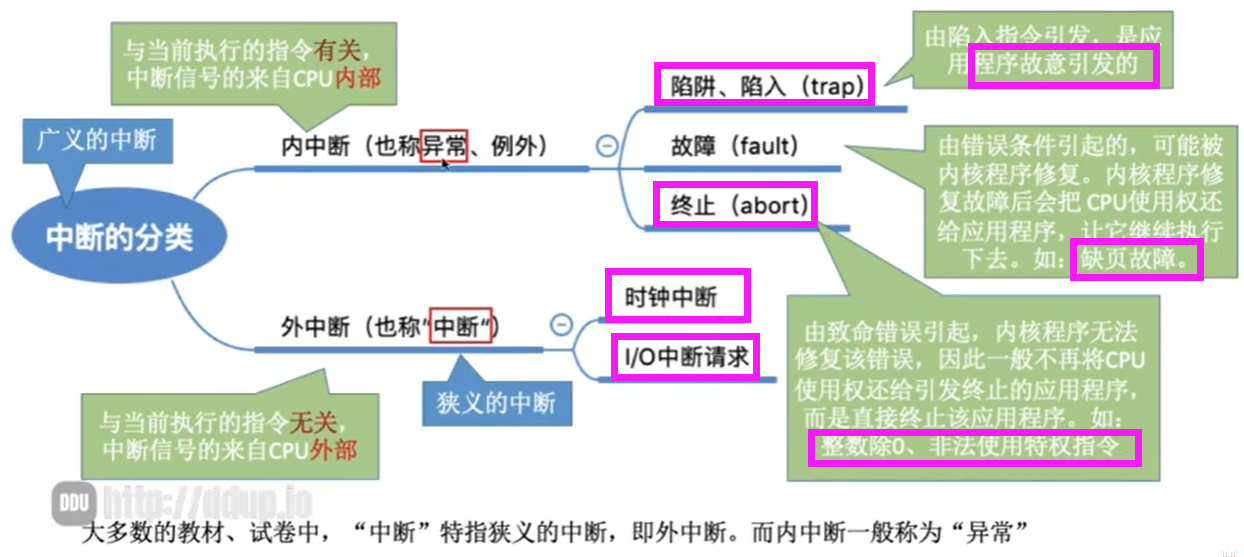 与当前执行的指令有关，
中断信号的来自CPU内部
由陷入指令引发，是应
用程序故意引发的
陷阱、陷入（trap）
广义的中断
内中断（也称异常、例外）
故障（fault）
由错误条件引起的，可能被
内核程序修复。内核程序修
复故障后会把 CPU使用权还
给应用程序，让它继续执行
下去。如：缺页故障。
终止（abort）
中断的分类
时钟中断
外中断（也称“中断“）
I/O中断请求
由致命错误引起，内核程序无法
修复该错误，因此一般不再将CPU
使用权还给引发终止的应用程序，
而是直接终止该应用程序。如：
整数除0、非法使用特权指令
狭义的中断
与当前执行的指令无关，
中断信号的来自CPU外部
DDU http://ddup.io
大多数的教材、试卷中，“中断”特指狭义的中断，即外中断。而内中断一般称为“异常”